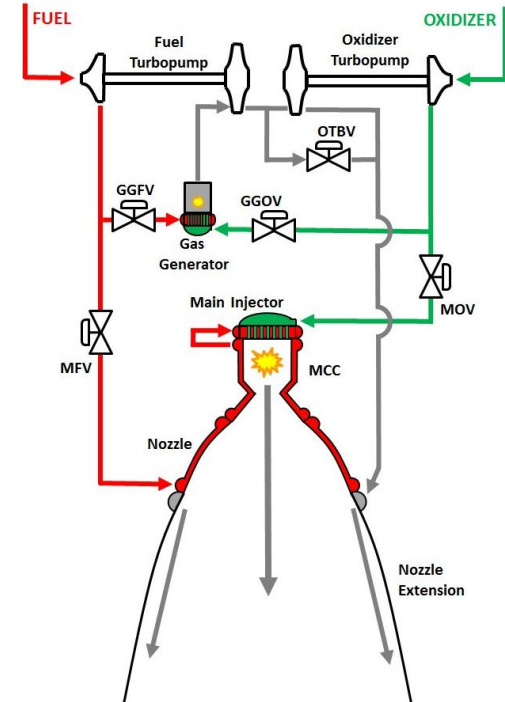 FUEL
OXIDIZER
Fuel
Turbopump
Oxidizer
Turbopump
OTBV
GGFV
GGOV
Gas
Generator
MOV
Main Injector
MFV
MCC
Nozzle
Nozzle
Extension